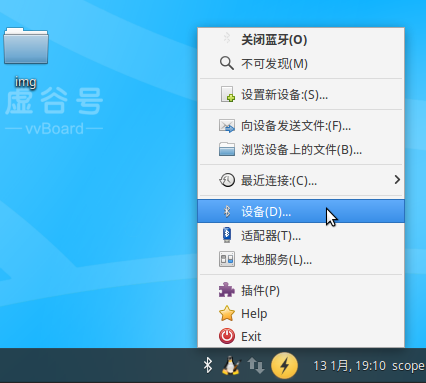 img
虚谷号
vvBoard
关闭蓝牙(O)
不可发现(M)
设置新设备:(S)...
向设备发送文件:(F)...
浏览设备上的文件(B)...
最近连接:(C)...
设备(D)...
适配器(T)...
本地服务(L)...
插件(P)
Help
Exit
13 1月, 19:10 scope